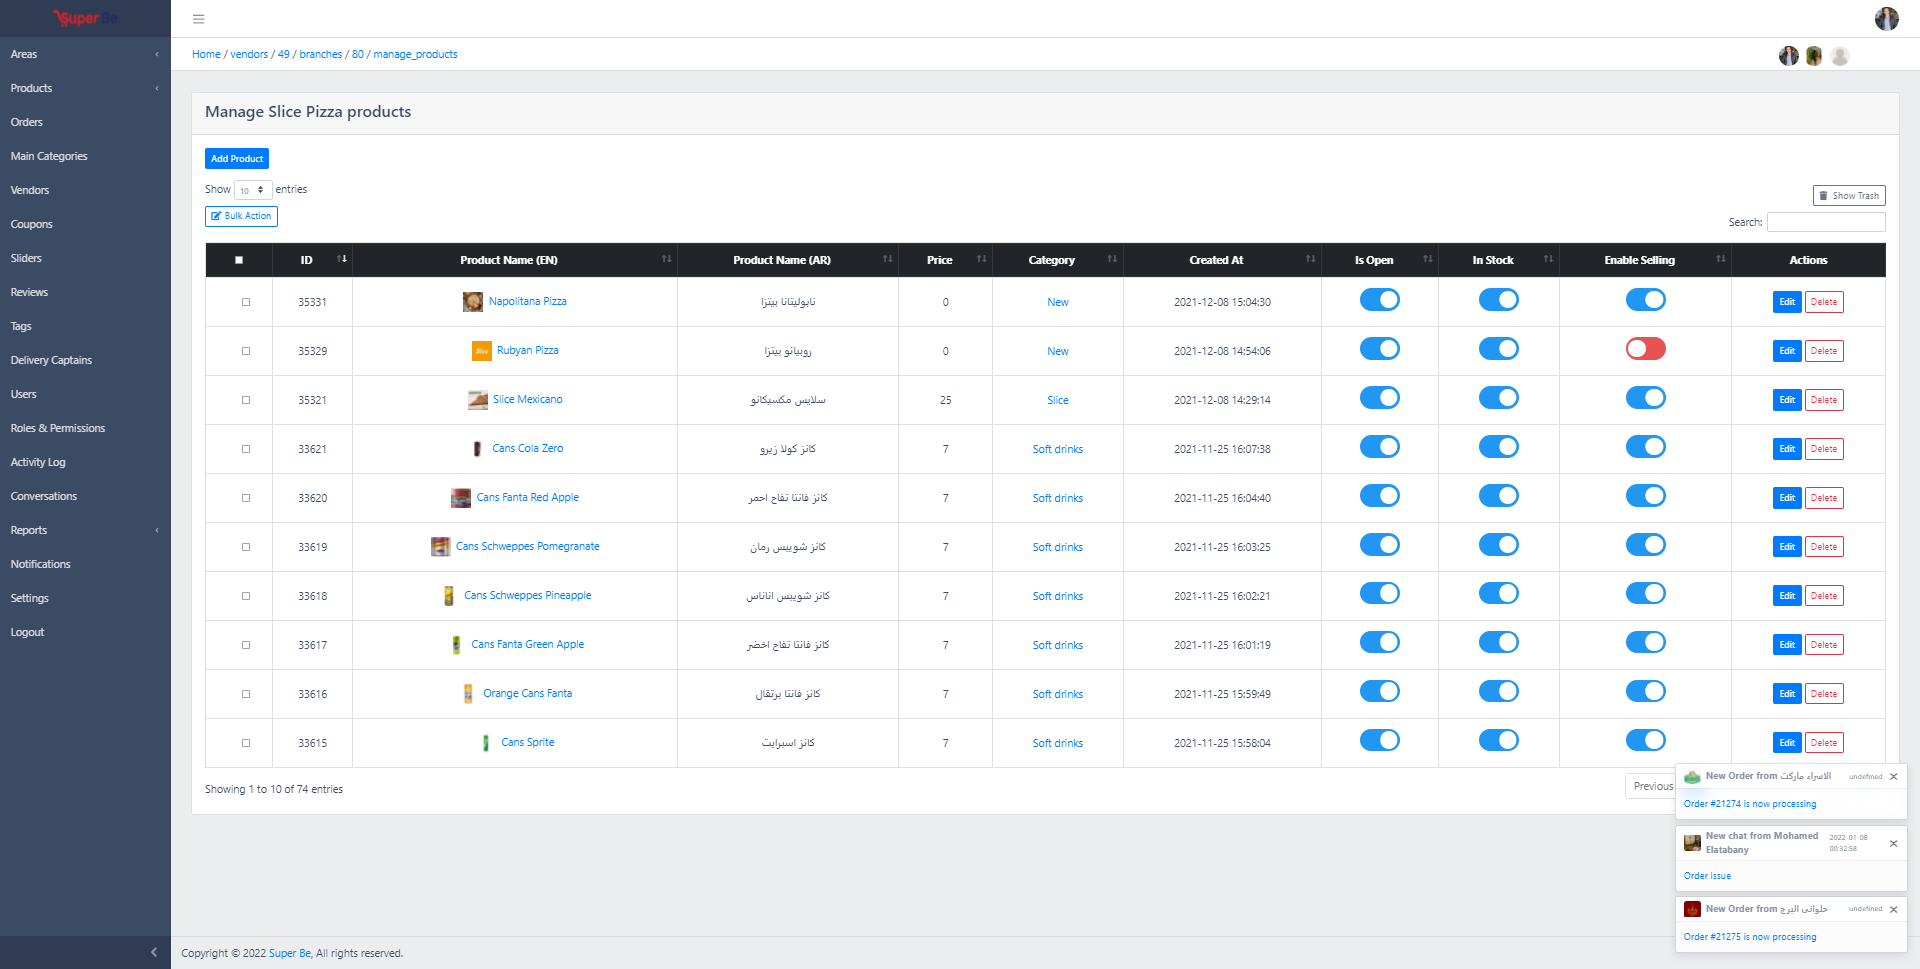 Super Be
Areas
Products
Orders
Main Categories
Vendors
Coupons
Sliders
Reviews
Tags
Delivery Captains
Users
Roles & Permissions
Activity Log
Conversations
Reports
Notifications
Settings
Logout
Home / vendors / 49 / branches / 80 / manage_products
Manage Slice Pizza products
Add Product
Show 10 entries
Bulk Action
Show Trash
Search:
ID Product Name (EN) Product Name (AR) Price Category Created At Is Open In Stock Enable Selling Actions
35331 Napolitana Pizza نابوليتانا بيتزا 0 New 2021-12-08 15:04:30 Edit Delete
35329 Rubyan Pizza روبيانو بيتزا 0 New 2021-12-08 14:54:06 Edit Delete
35321 Slice Mexicano سلايس مكسيكانو 25 Slice 2021-12-08 14:29:14 Edit Delete
33621 Cans Cola Zero كانز كولا زيرو 7 Soft drinks 2021-11-25 16:07:38 Edit Delete
33620 Cans Fanta Red Apple كانز فانتا تفاح احمر 7 Soft drinks 2021-11-25 16:04:40 Edit Delete
33619 Cans Schweppes Pomegranate كانز شويبس رمان 7 Soft drinks 2021-11-25 16:03:25 Edit Delete
33618 Cans Schweppes Pineapple كانز شويبس اناناس 7 Soft drinks 2021-11-25 16:02:21 Edit Delete
33617 Cans Fanta Green Apple كانز فانتا تفاح اخضر 7 Soft drinks 2021-11-25 16:01:19 Edit Delete
33616 Orange Cans Fanta كانز فانتا برتقال 7 Soft drinks 2021-11-25 15:59:49 Edit Delete
33615 Cans Sprite كانز اسبرايت 7 Soft drinks 2021-11-25 15:58:04 Edit Delete
Showing 1 to 10 of 74 entries
Previous
New Order from الاسراء ماركت undefined
Order #21274 is now processing
New chat from Mohamed Elatabany 2022-01-08 00:32:58
Order Issue
New Order from حلوانى البرج undefined
Order #21275 is now processing
Copyright © 2022 Super Be, All rights reserved.